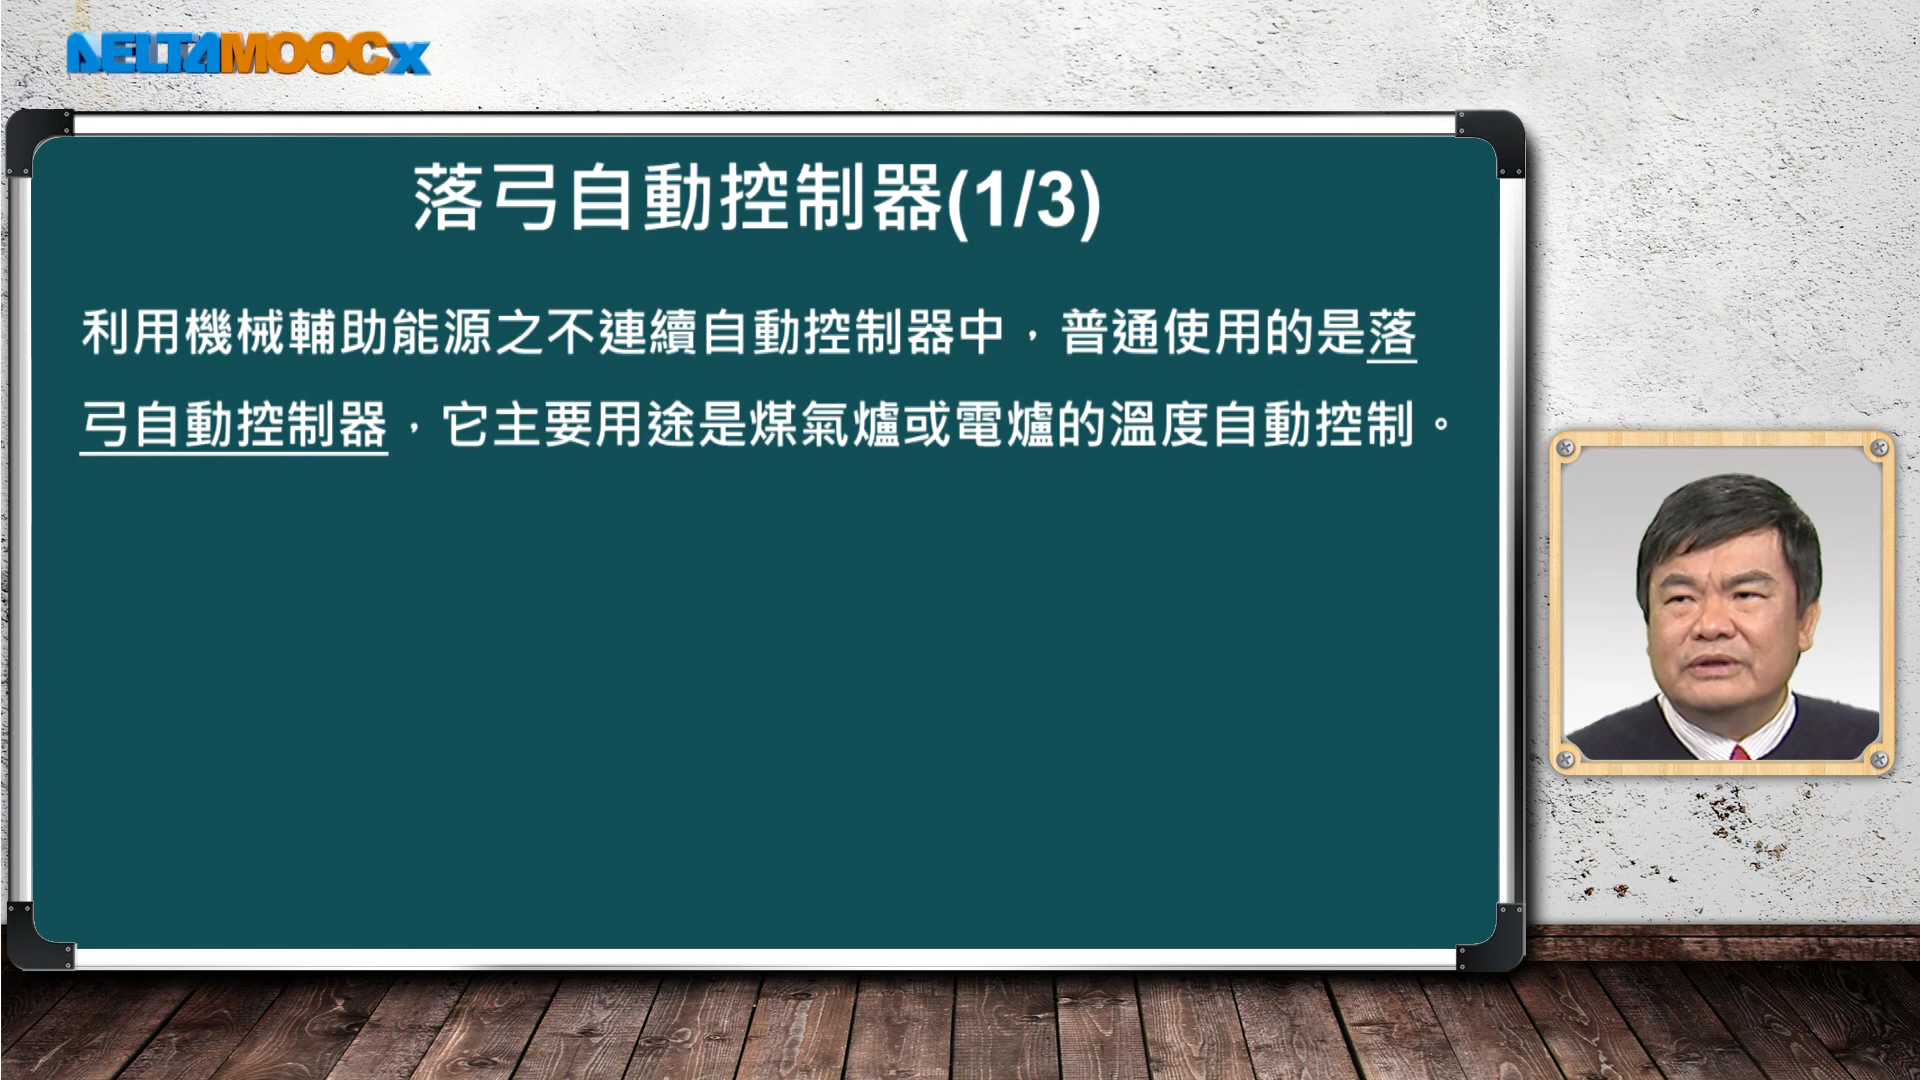 DELTAMOOCx
落弓自動控制器(1/3)
利用機械輔助能源之不連續自動控制器中，普通使用的是落
弓自動控制器，它主要用途是煤氣爐或電爐的溫度自動控制。